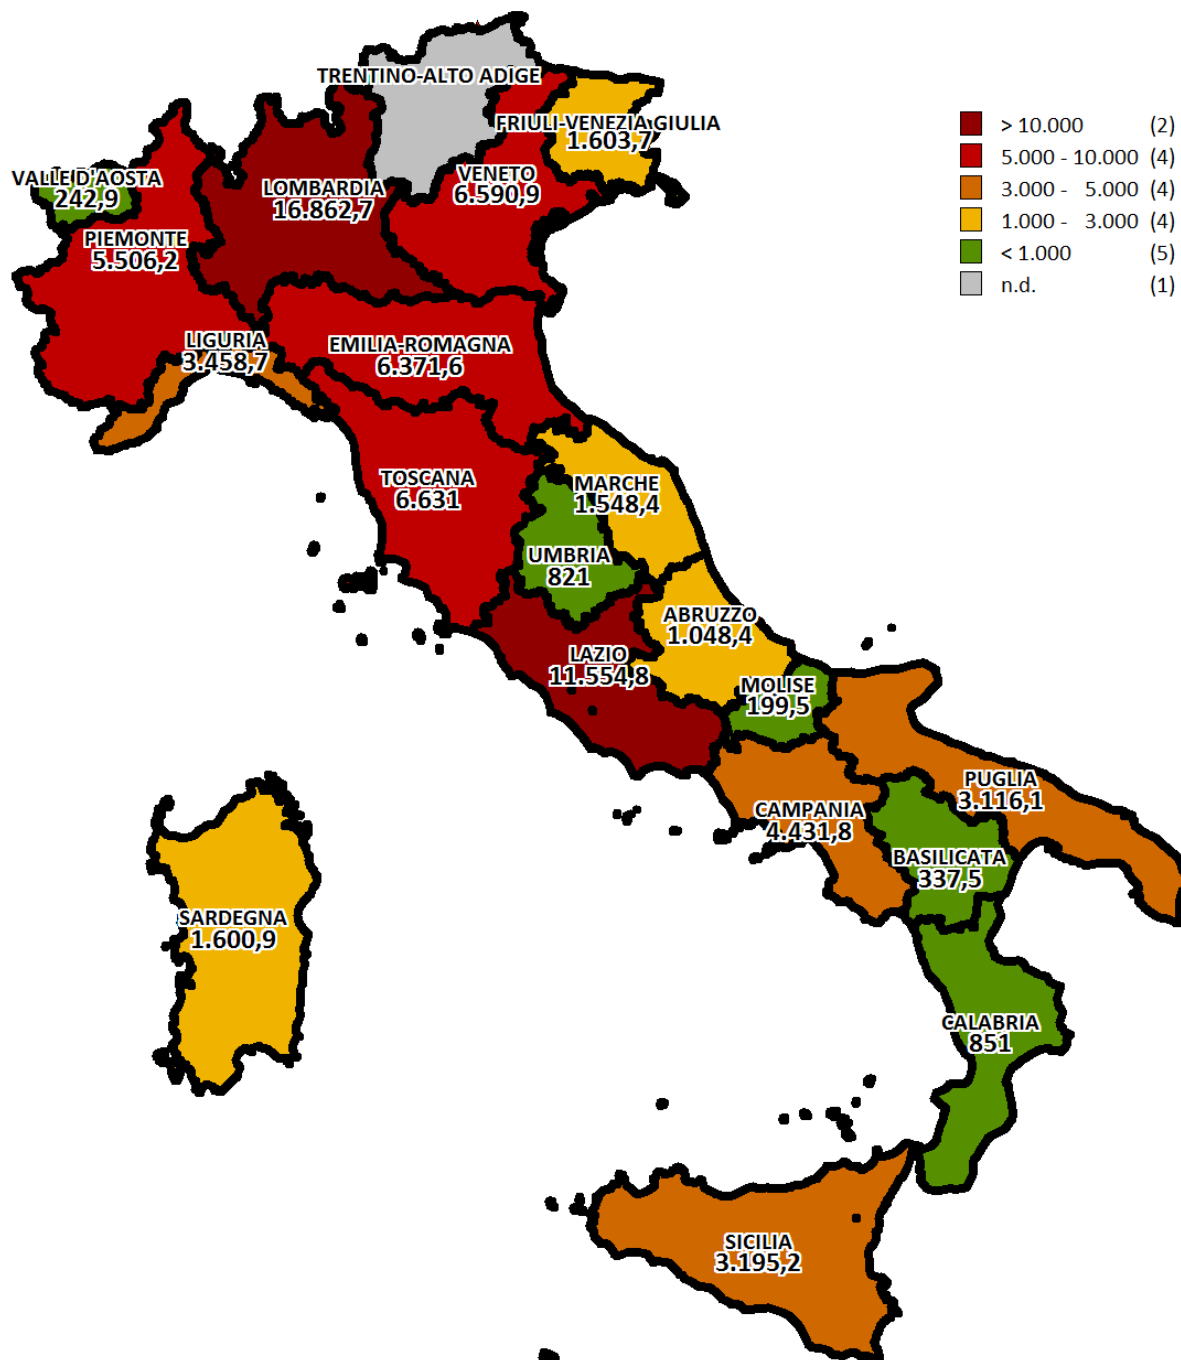 TRENTINO-ALTO ADIGE
FRIULI-VENEZIA GIULIA
1.603,7
> 10.000 (2)
5.000 - 10.000 (4)
3.000 - 5.000 (4)
1.000 - 3.000 (4)
< 1.000 (5)
n.d. (1)
VALLE D'AOSTA
242,9
LOMBARDIA
16.862,7
VENETO
6.590,9
PIEMONTE
5.506,2
LIGURIA
3.458,7
EMILIA-ROMAGNA
6.371,6
TOSCANA
6.631
MARCHE
1.548,4
UMBRIA
821
ABRUZZO
1.048,4
LAZIO
11.554,8
MOLISE
199,5
PUGLIA
3.116,1
CAMPANIA
4.431,8
BASILICATA
337,5
SARDEGNA
1.600,9
CALABRIA
851
SICILIA
3.195,2